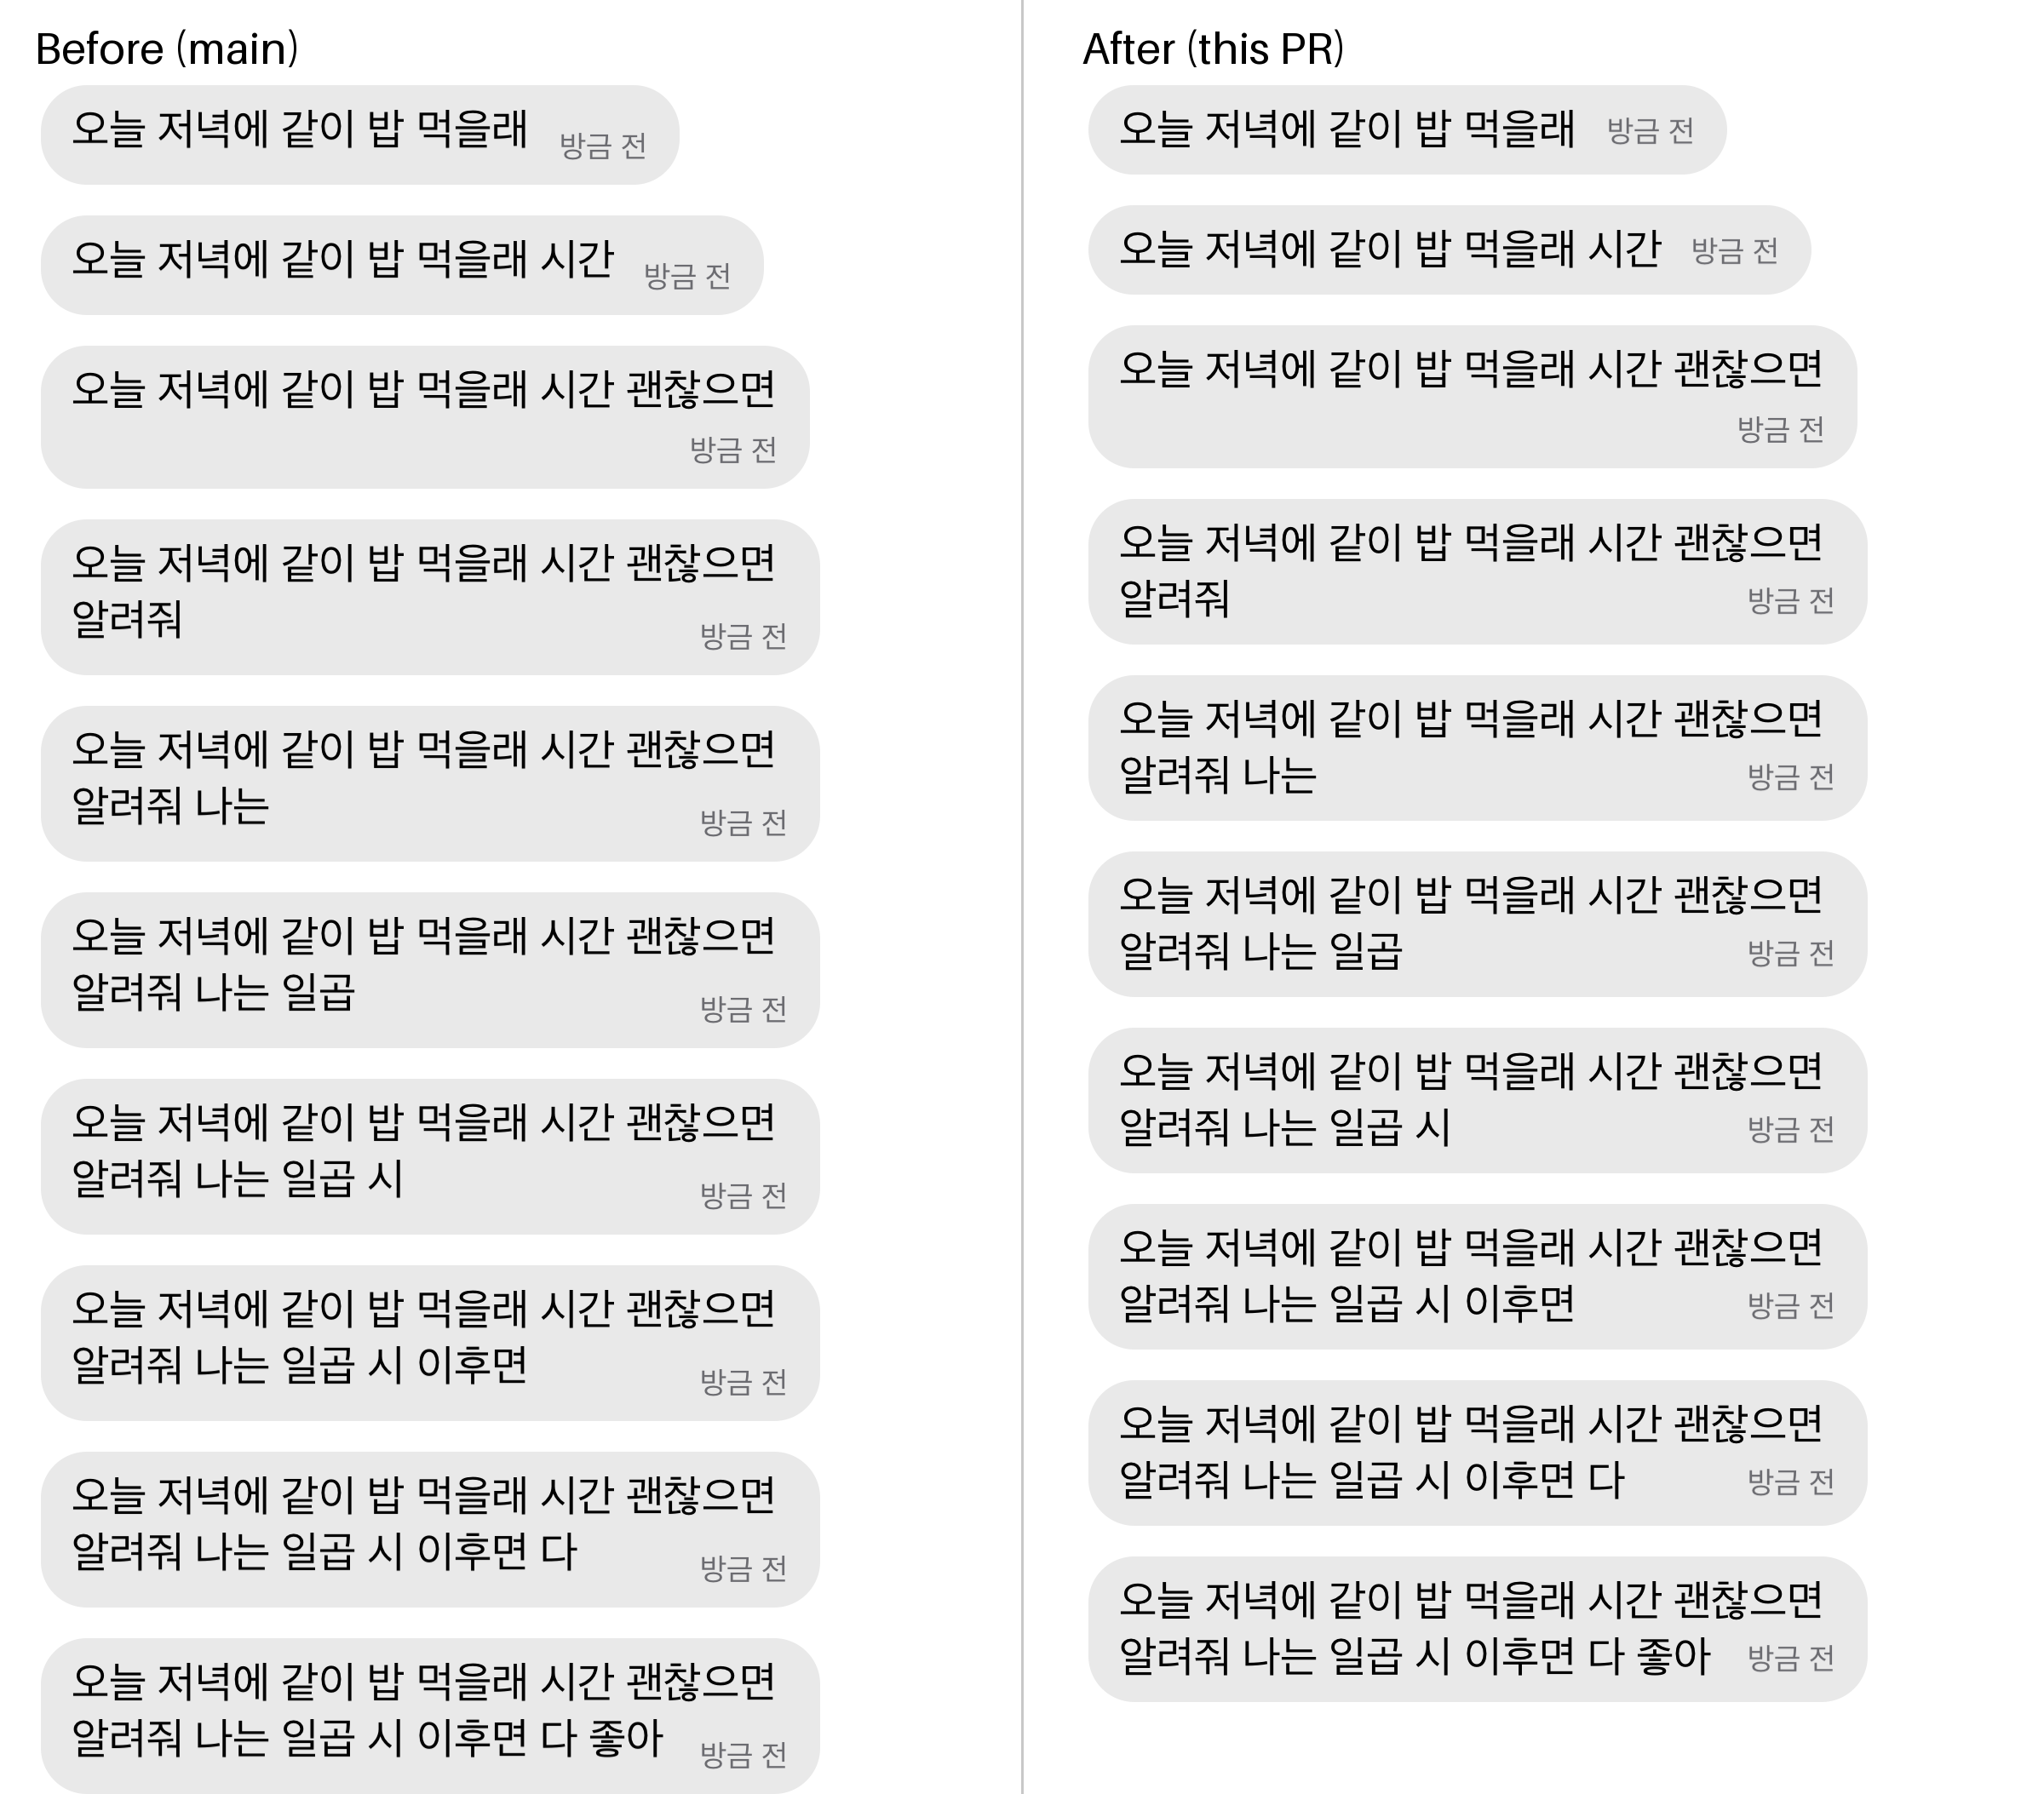 Before (main)
오늘 저녁에 같이 밥 먹을래 방금 전
오늘 저녁에 같이 밥 먹을래 시간 방금 전
오늘 저녁에 같이 밥 먹을래 시간 괜찮으면
방금 전
오늘 저녁에 같이 밥 먹을래 시간 괜찮으면
알려줘 방금 전
오늘 저녁에 같이 밥 먹을래 시간 괜찮으면
알려줘 나는 방금 전
오늘 저녁에 같이 밥 먹을래 시간 괜찮으면
알려줘 나는 일곱 방금 전
오늘 저녁에 같이 밥 먹을래 시간 괜찮으면
알려줘 나는 일곱 시 방금 전
오늘 저녁에 같이 밥 먹을래 시간 괜찮으면
알려줘 나는 일곱 시 이후면 방금 전
오늘 저녁에 같이 밥 먹을래 시간 괜찮으면
알려줘 나는 일곱 시 이후면 다 방금 전
오늘 저녁에 같이 밥 먹을래 시간 괜찮으면
알려줘 나는 일곱 시 이후면 다 좋아 방금 전
After (this PR)
오늘 저녁에 같이 밥 먹을래 방금 전
오늘 저녁에 같이 밥 먹을래 시간 방금 전
오늘 저녁에 같이 밥 먹을래 시간 괜찮으면
방금 전
오늘 저녁에 같이 밥 먹을래 시간 괜찮으면
알려줘 방금 전
오늘 저녁에 같이 밥 먹을래 시간 괜찮으면
알려줘 나는 방금 전
오늘 저녁에 같이 밥 먹을래 시간 괜찮으면
알려줘 나는 일곱 방금 전
오늘 저녁에 같이 밥 먹을래 시간 괜찮으면
알려줘 나는 일곱 시 방금 전
오늘 저녁에 같이 밥 먹을래 시간 괜찮으면
알려줘 나는 일곱 시 이후면 방금 전
오늘 저녁에 같이 밥 먹을래 시간 괜찮으면
알려줘 나는 일곱 시 이후면 다 방금 전
오늘 저녁에 같이 밥 먹을래 시간 괜찮으면
알려줘 나는 일곱 시 이후면 다 좋아 방금 전